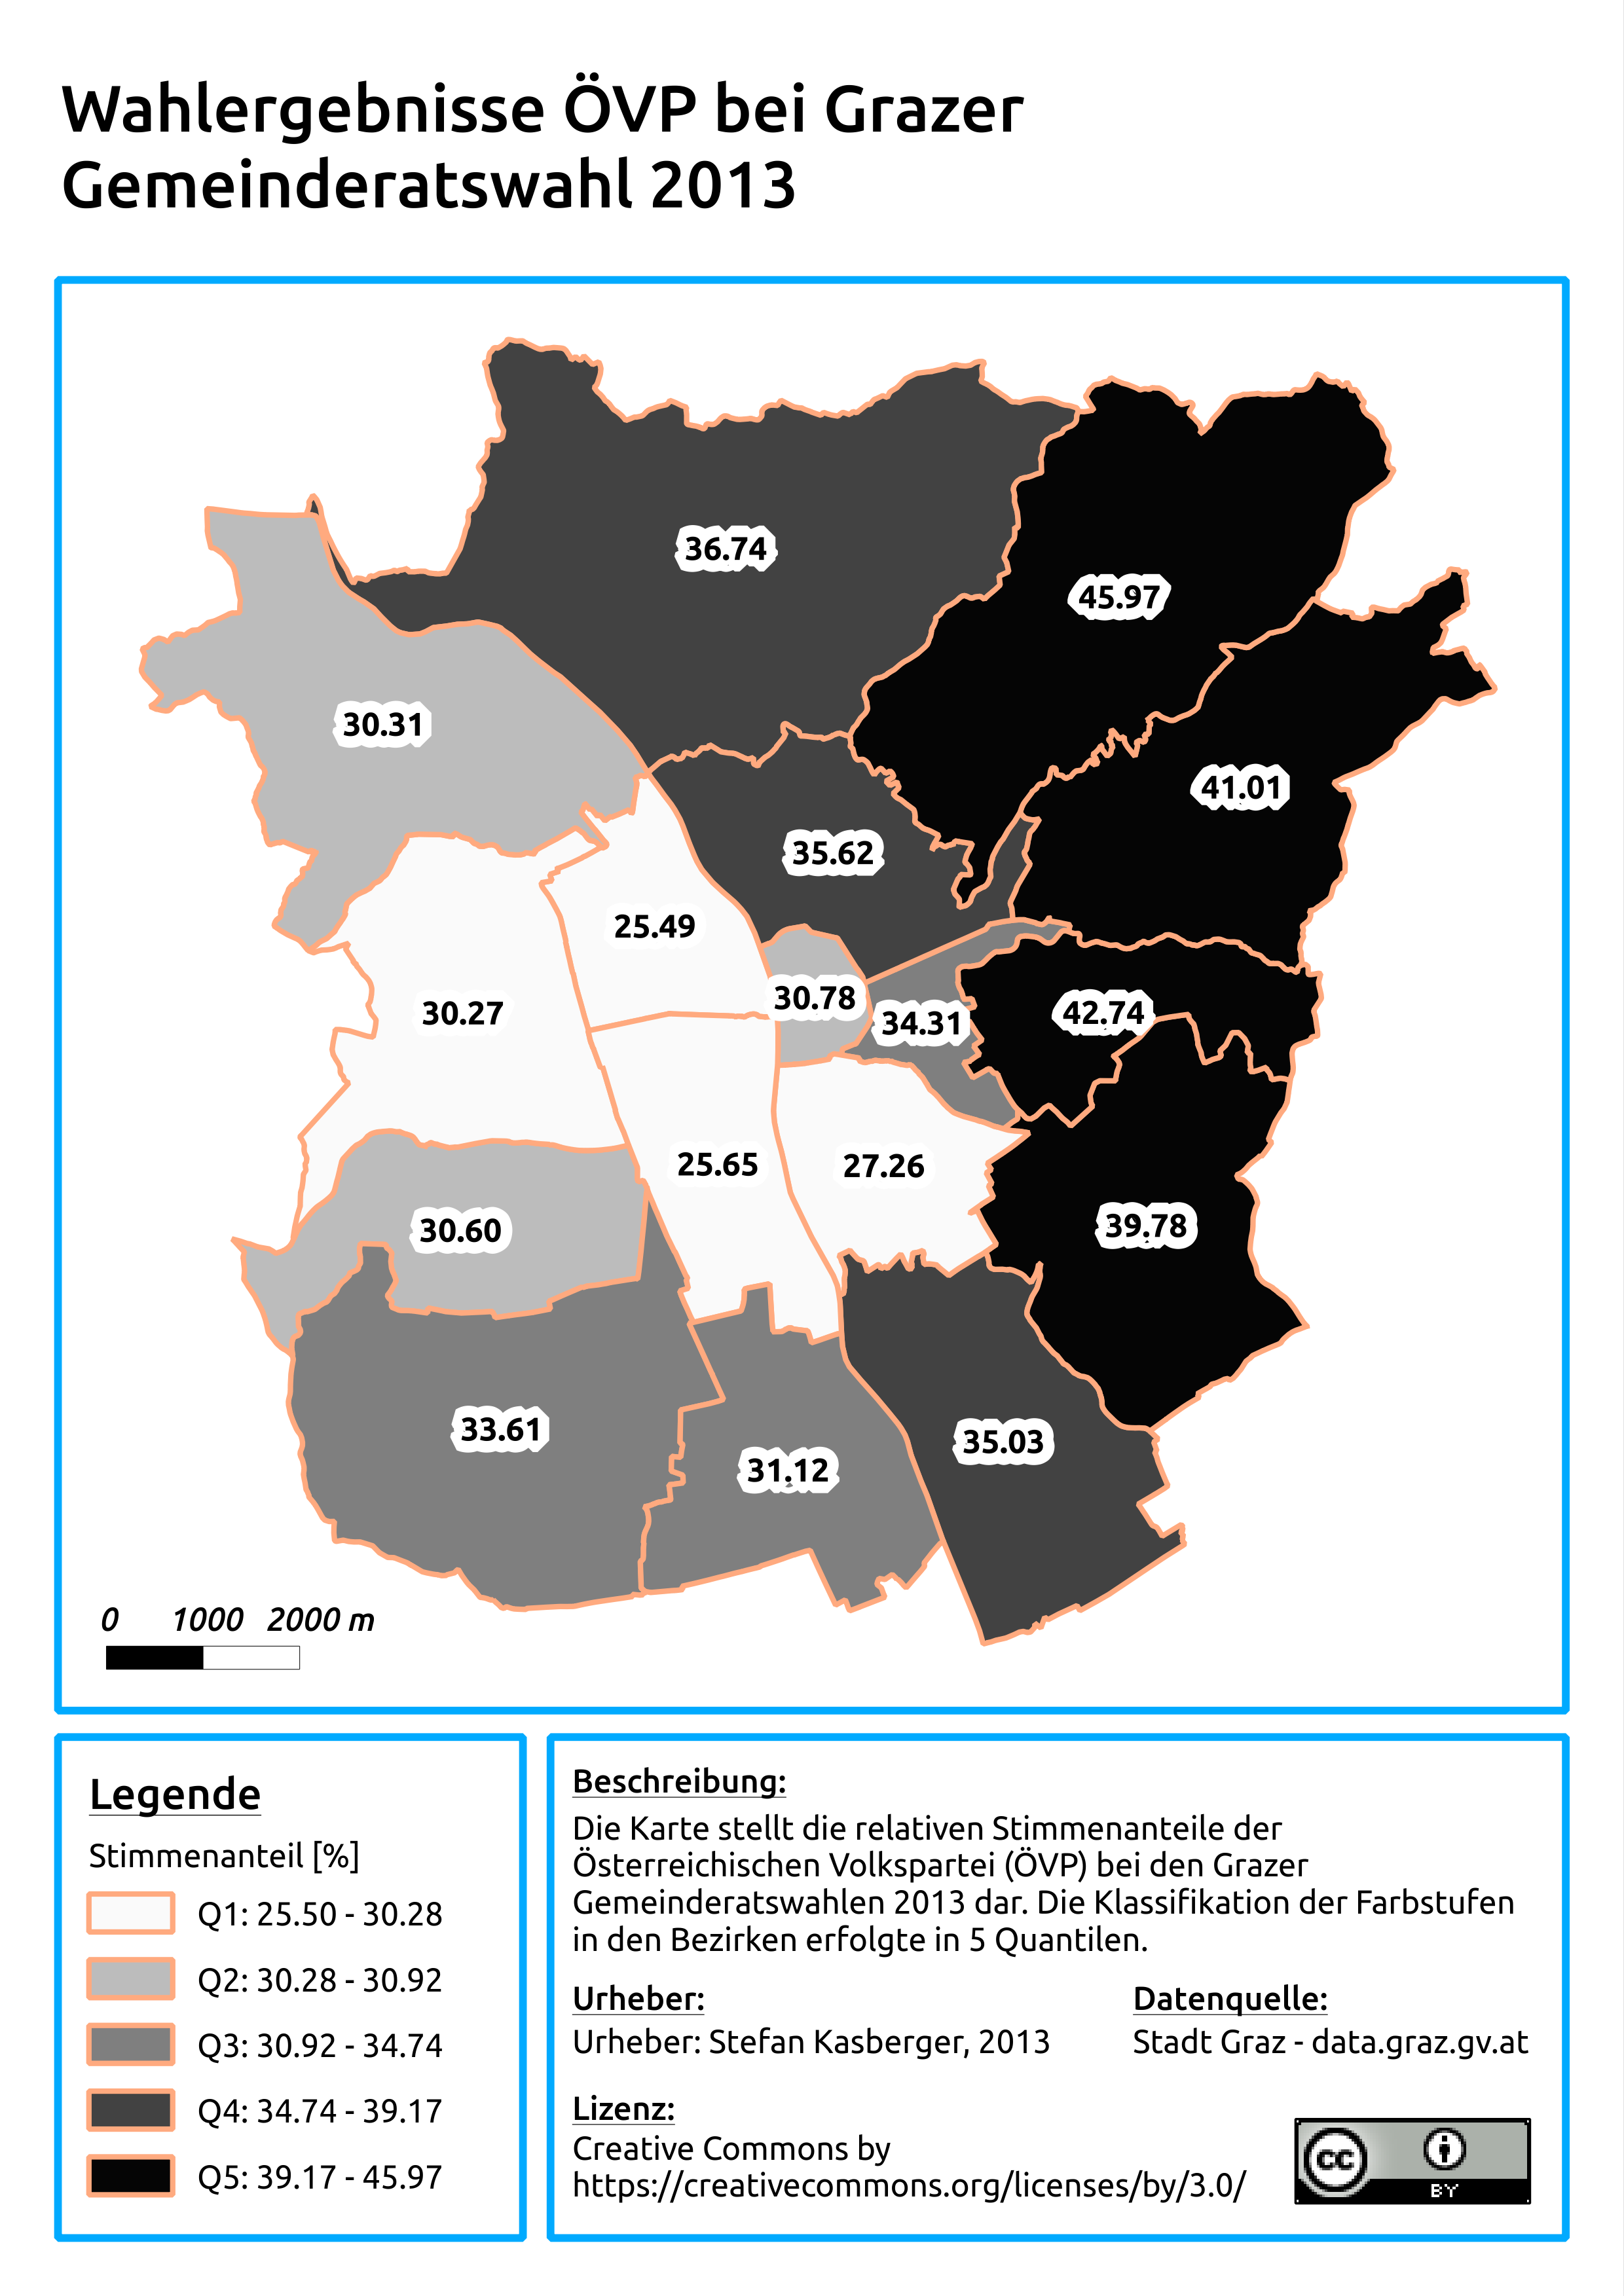 Wahlergebnisse ÖVP bei Grazer
Gemeinderatswahl 2013
36.74
45.97
30.31
41.01
35.62
25.49
30.78
30.27
34.31
42.74
25.65
27.26
30.60
39.78
33.61
35.03
31.12
0 1000 2000 m
Legende
Stimmenanteil [%]
Q1: 25.50 - 30.28
Q2: 30.28 - 30.92
Q3: 30.92 - 34.74
Q4: 34.74 - 39.17
Q5: 39.17 - 45.97
Beschreibung:
Die Karte stellt die relativen Stimmenanteile der
Österreichischen Volkspartei (ÖVP) bei den Grazer
Gemeinderatswahlen 2013 dar. Die Klassifikation der Farbstufen
in den Bezirken erfolgte in 5 Quantilen.
Urheber:
Urheber: Stefan Kasberger, 2013
Datenquelle:
Stadt Graz - data.graz.gv.at
Lizenz:
Creative Commons by
https://creativecommons.org/licenses/by/3.0/
cc
BY